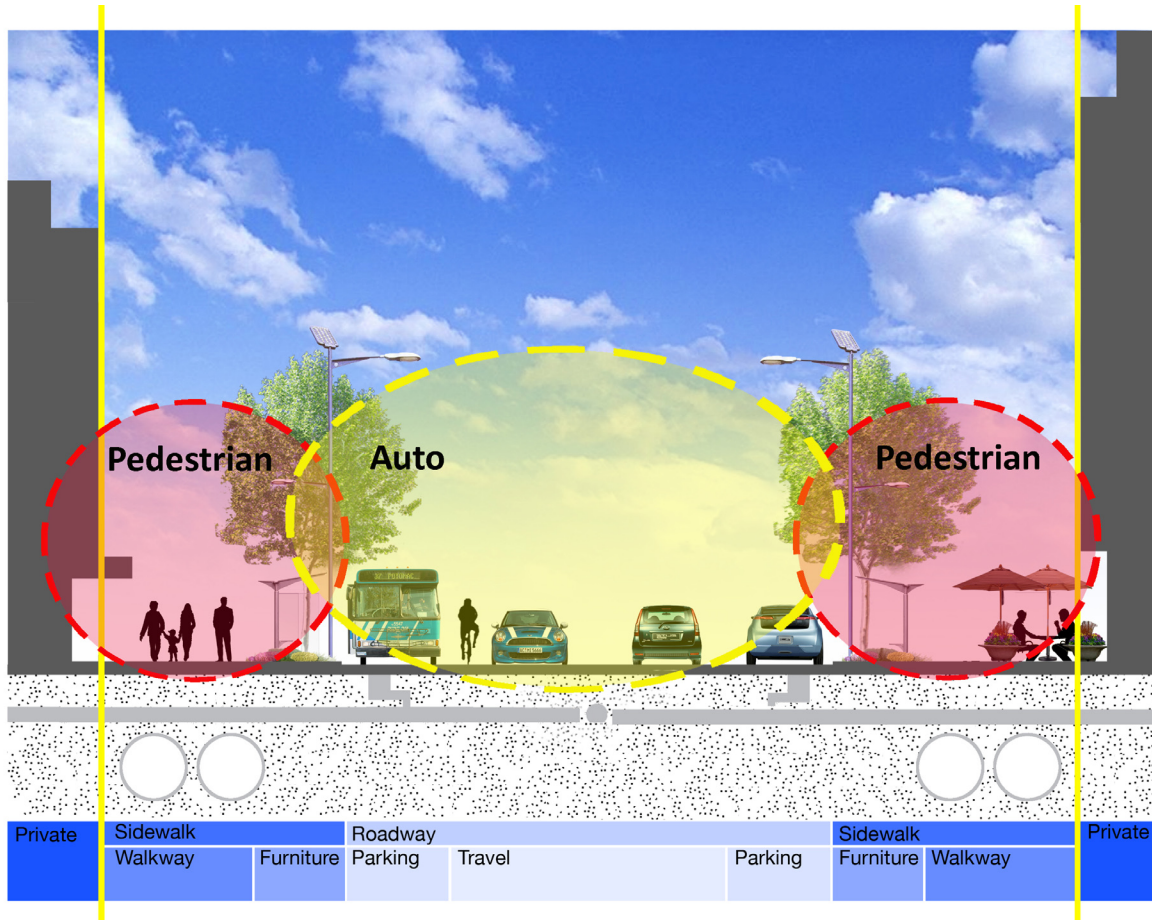 Pedestrian
Auto
Pedestrian
Private
Sidewalk
Roadway
Sidewalk
Private
Walkway
Furniture
Parking
Travel
Parking
Furniture
Walkway